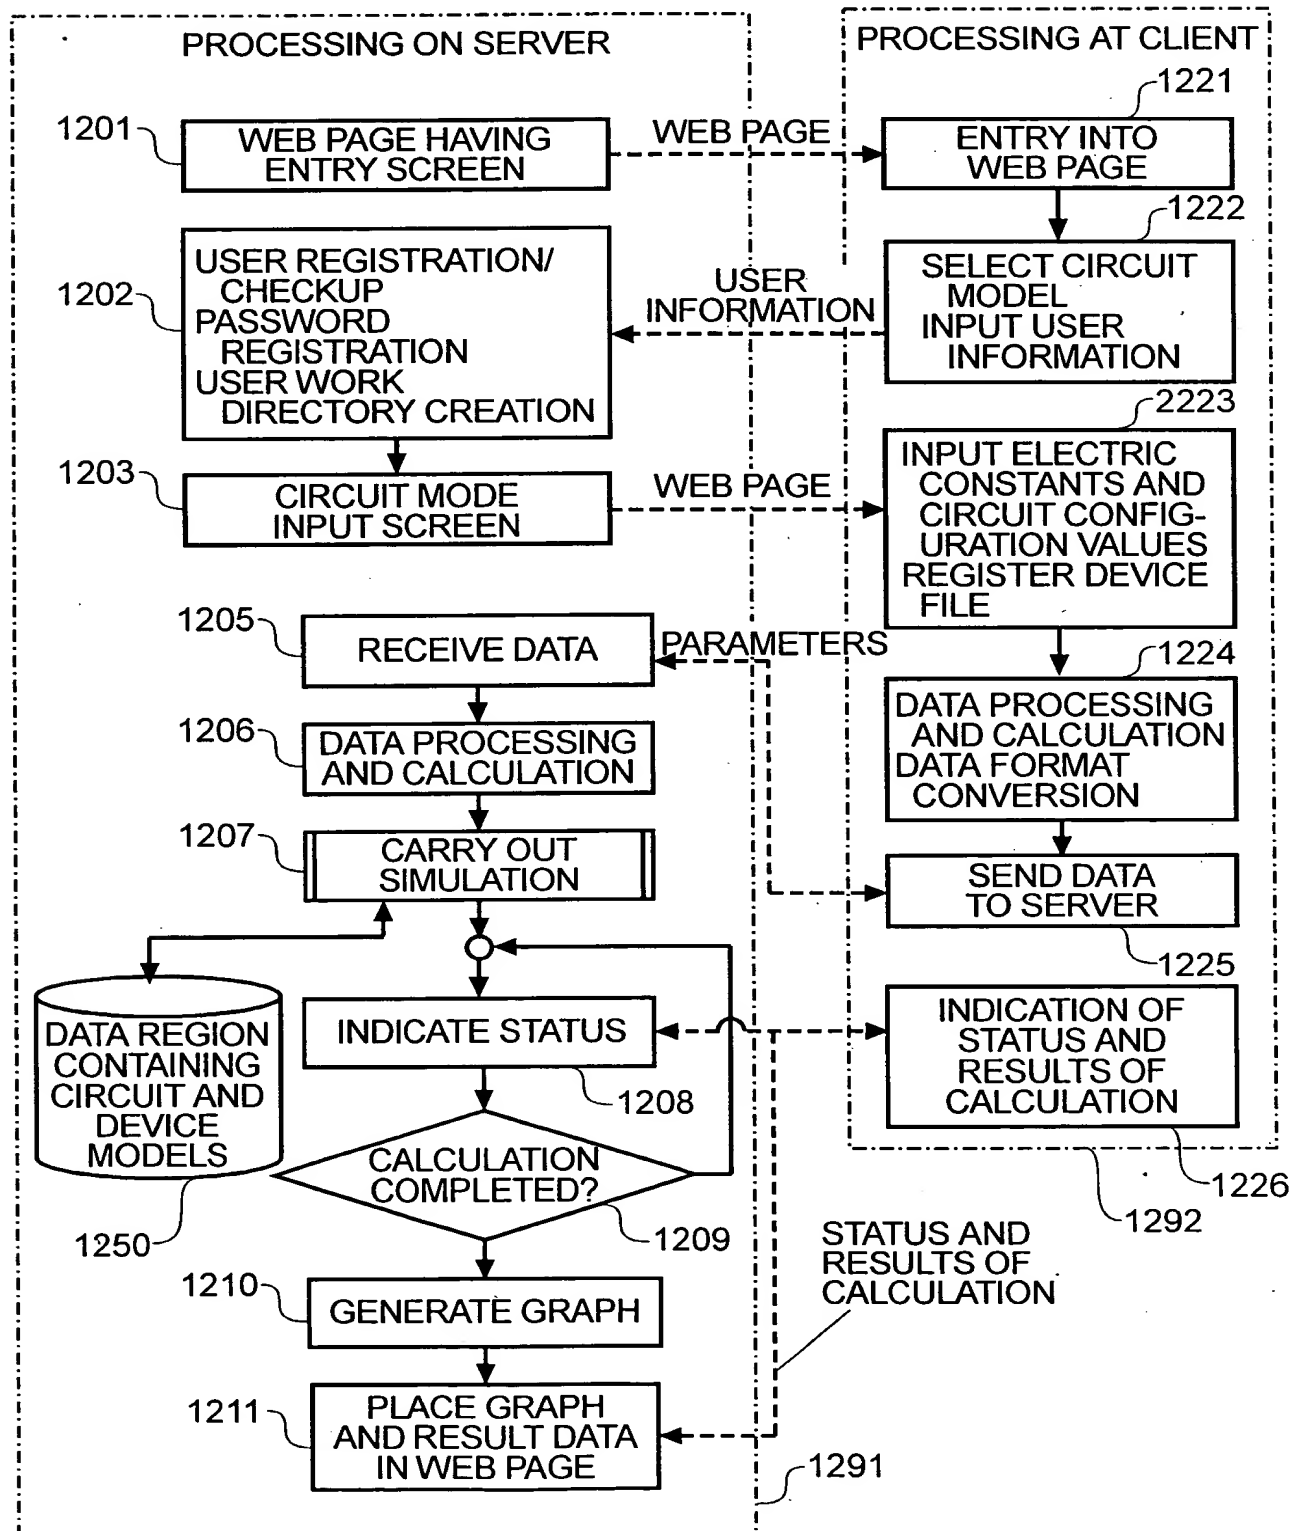 PROCESSING ON SERVER
PROCESSING AT CLIENT
1201
WEB PAGE HAVING
ENTRY SCREEN
WEB PAGE
1221
ENTRY INTO
WEB PAGE
1202
USER REGISTRATION/
CHECKUP
PASSWORD
REGISTRATION
USER WORK
DIRECTORY CREATION
USER
INFORMATION
1222
SELECT CIRCUIT
MODEL
INPUT USER
INFORMATION
1203
CIRCUIT MODE
INPUT SCREEN
WEB PAGE
2223
INPUT ELECTRIC
CONSTANTS AND
CIRCUIT CONFIG-
URATION VALUES
REGISTER DEVICE
FILE
1205
RECEIVE DATA
PARAMETERS
1224
DATA PROCESSING
AND CALCULATION
DATA FORMAT
CONVERSION
1206
DATA PROCESSING
AND CALCULATION
1207
CARRY OUT
SIMULATION
SEND DATA
TO SERVER
1225
DATA REGION
CONTAINING
CIRCUIT AND
DEVICE
MODELS
1250
INDICATE STATUS
1208
INDICATION OF
STATUS AND
RESULTS OF
CALCULATION
1226
1292
CALCULATION
COMPLETED?
1209
STATUS AND
RESULTS OF
CALCULATION
1210
GENERATE GRAPH
1211
PLACE GRAPH
AND RESULT DATA
IN WEB PAGE
1291